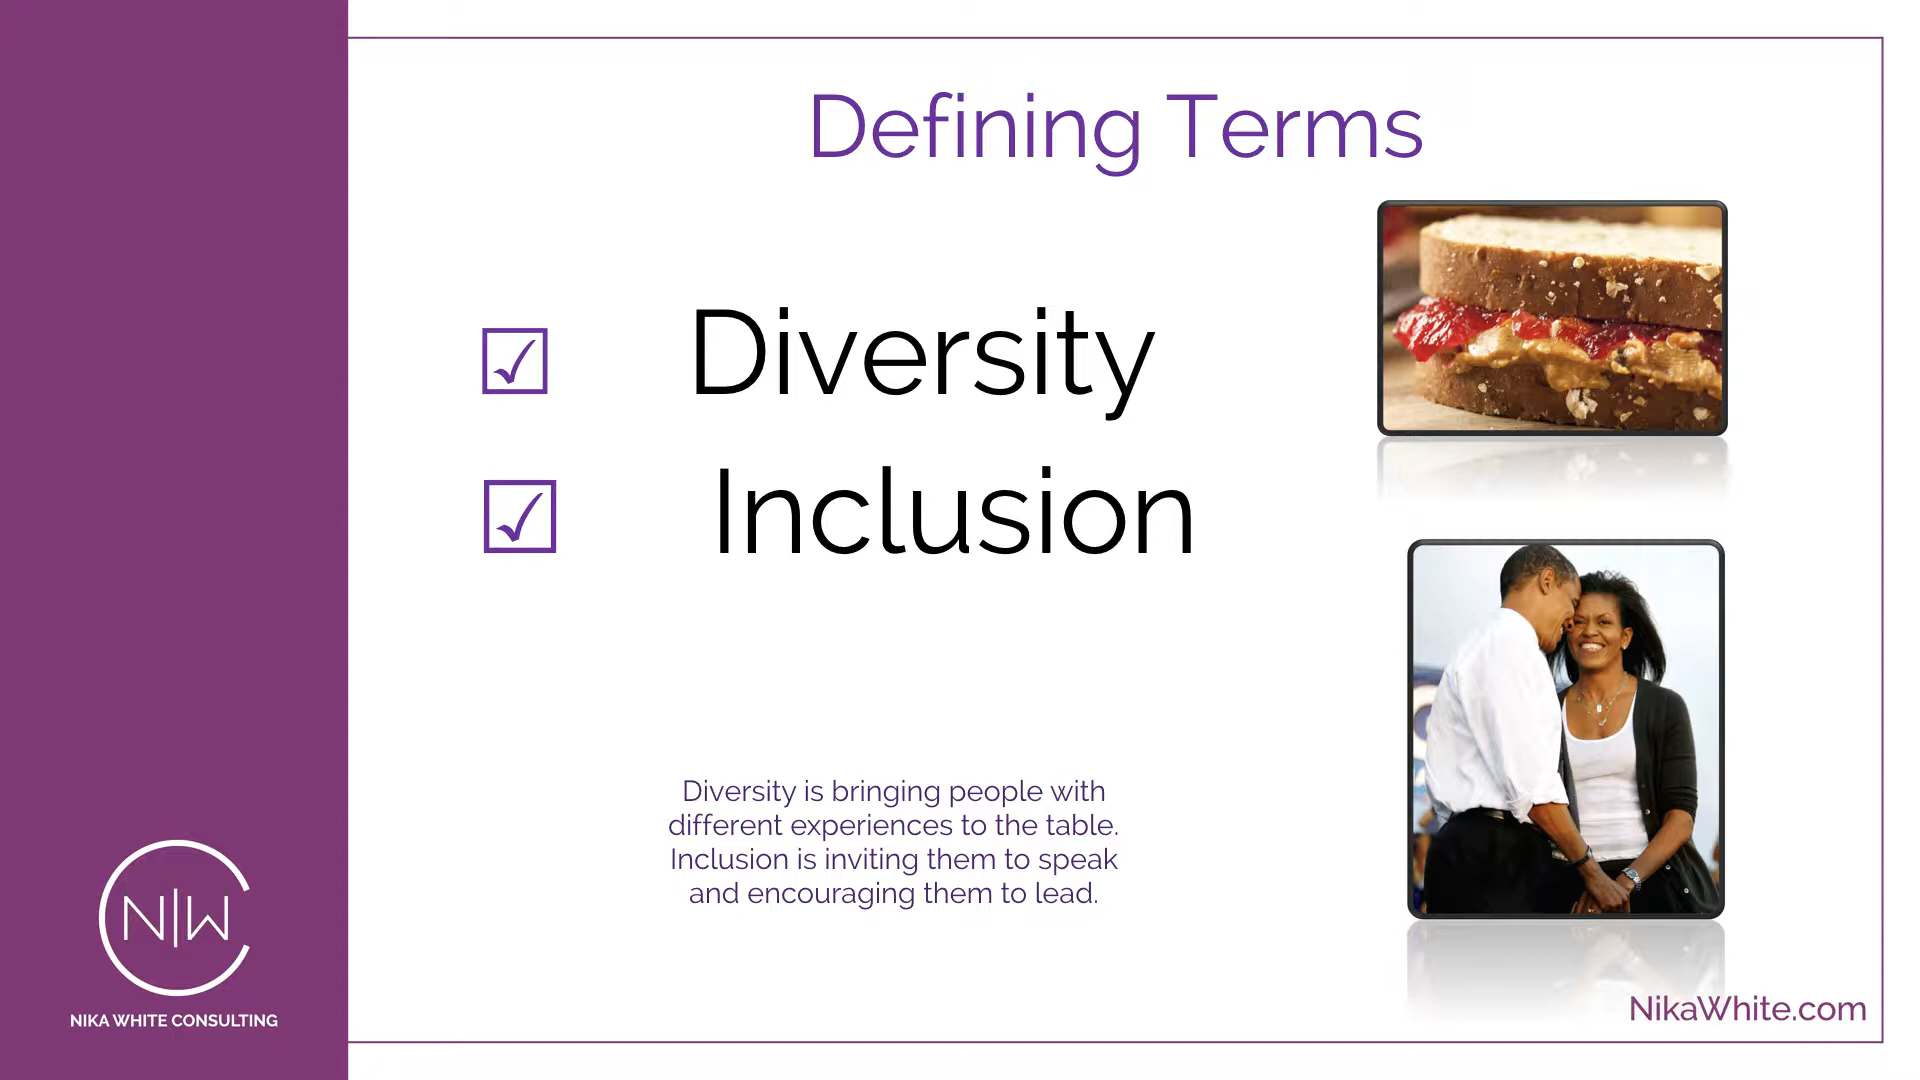 Defining Terms
☑ Diversity
☑ Inclusion
Diversity is bringing people with
different experiences to the table.
Inclusion is inviting them to speak
and encouraging them to lead.
N|W
NIKA WHITE CONSULTING
NikaWhite.com